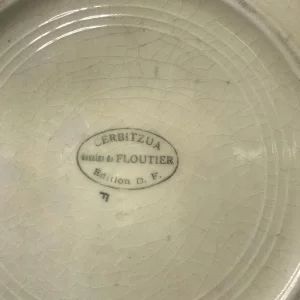 CERBITZUA
FLOUTIER
Edition D. F.
F